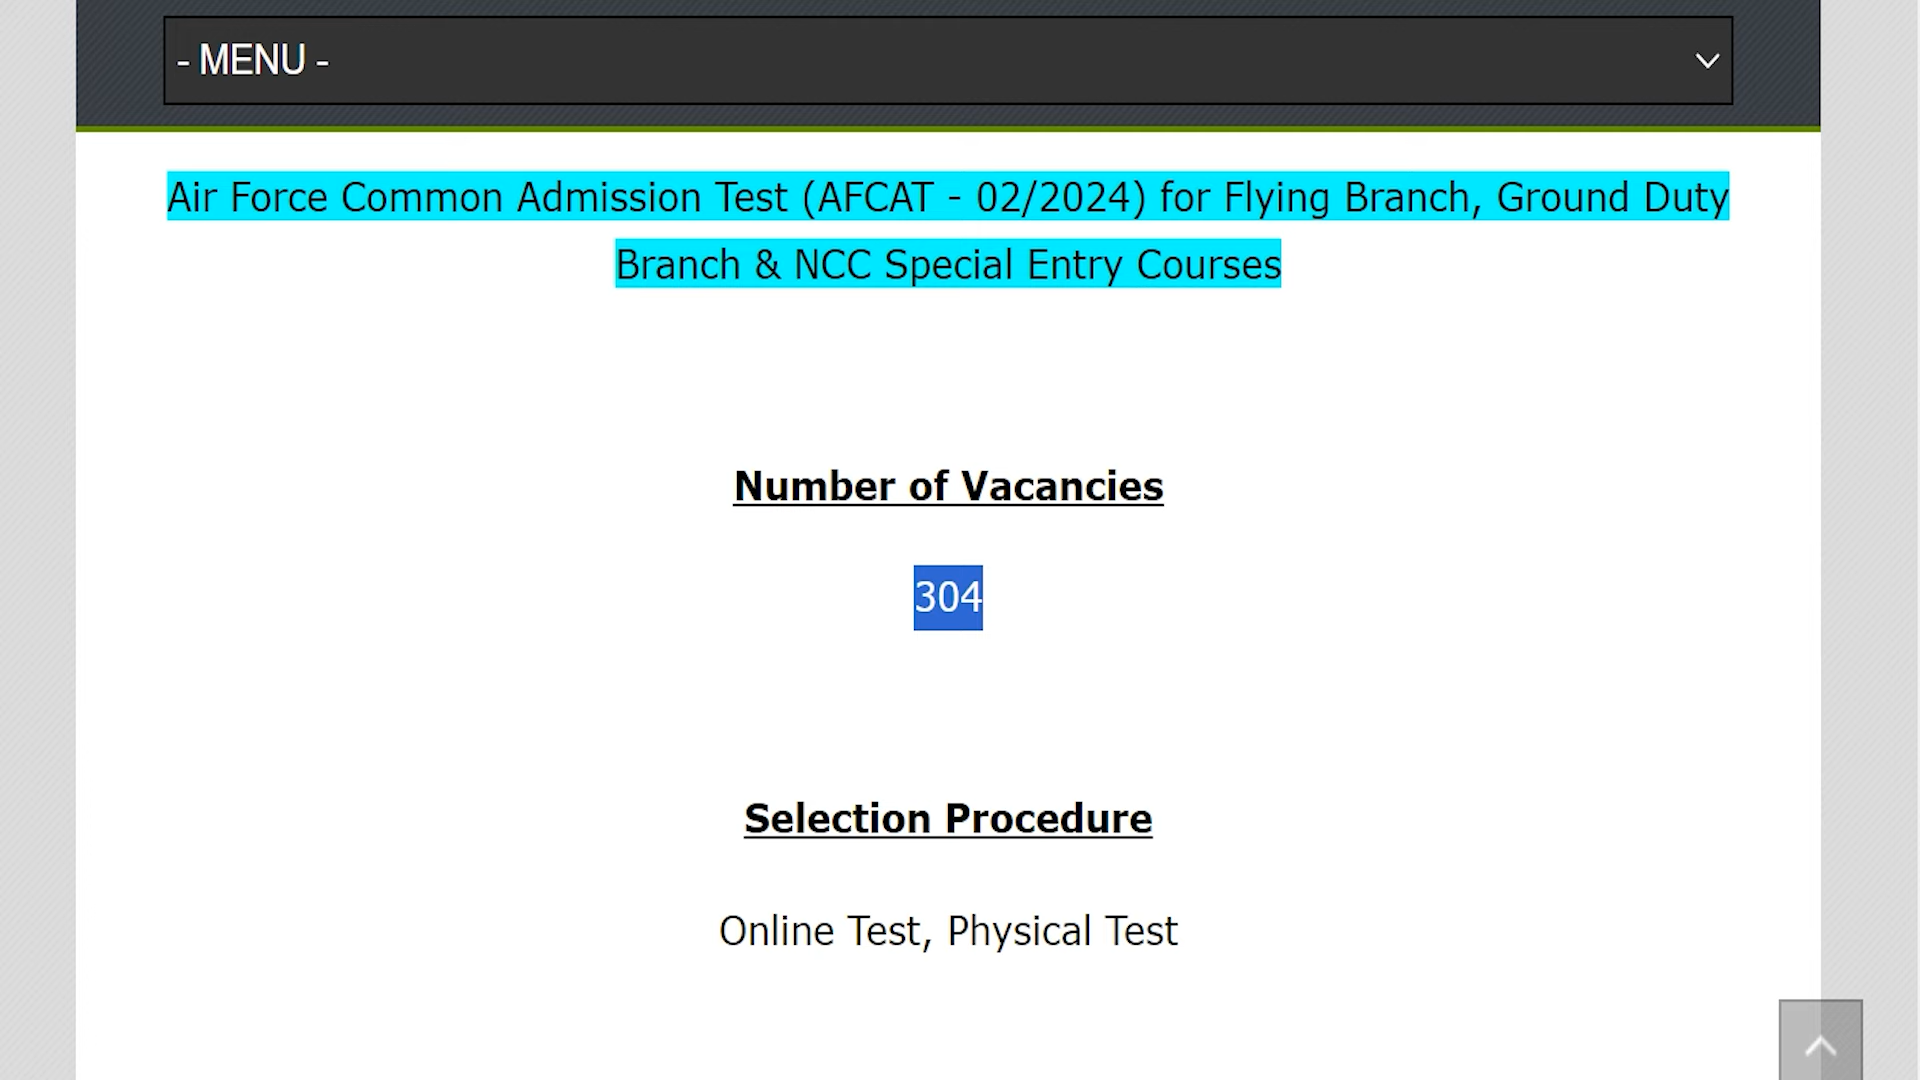 - MENU -
Air Force Common Admission Test (AFCAT - 02/2024) for Flying Branch, Ground Duty
Branch & NCC Special Entry Courses
Number of Vacancies
304
Selection Procedure
Online Test, Physical Test